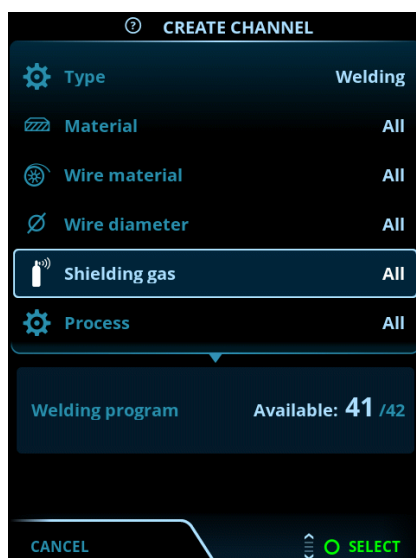 ? CREATE CHANNEL
Type Welding
Material All
Wire material All
Wire diameter All
Shielding gas All
Process All
Welding program Available: 41 /42
CANCEL SELECT